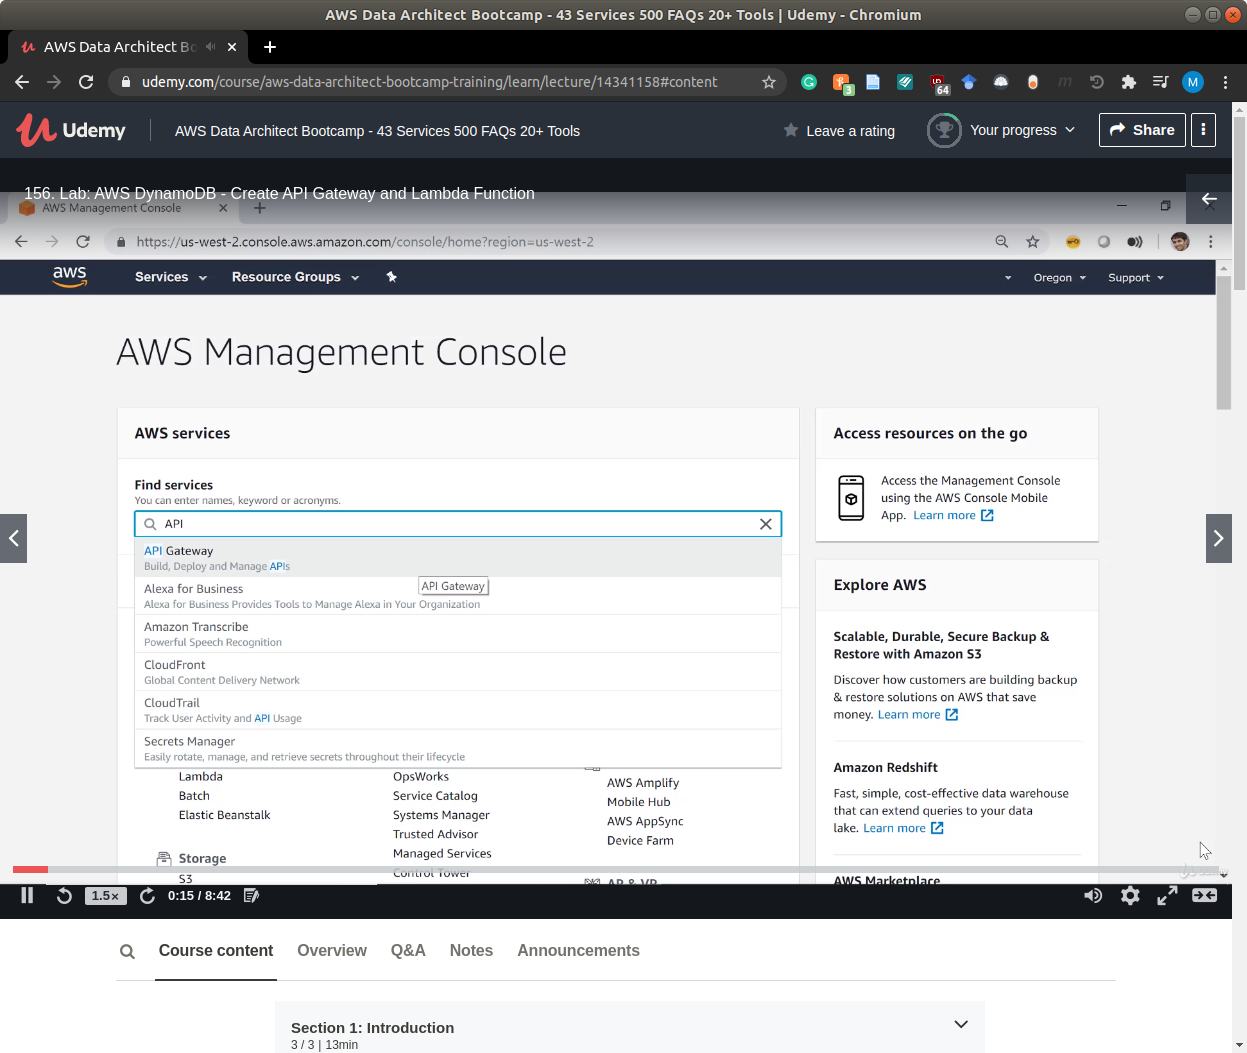 AWS Data Architect Bootcamp - 43 Services 500 FAQs 20+ Tools | Udemy - Chromium
AWS Data Architect Bo
udemy.com/course/aws-data-architect-bootcamp-training/learn/lecture/14341158#content
3
64
M
Udemy
AWS Data Architect Bootcamp - 43 Services 500 FAQs 20+ Tools
Leave a rating
Your progress
Share
156. Lab: AWS DynamoDB - Create API Gateway and Lambda Function
AWS Management Console
https://us-west-2.console.aws.amazon.com/console/home?region=us-west-2
aws
Services
Resource Groups
Oregon
Support
AWS Management Console
AWS services
Find services
You can enter names, keyword or acronyms.
API
API Gateway
Build, Deploy and Manage APIs
API Gateway
Alexa for Business
Alexa for Business Provides Tools to Manage Alexa in Your Organization
Amazon Transcribe
Powerful Speech Recognition
CloudFront
Global Content Delivery Network
CloudTrail
Track User Activity and API Usage
Secrets Manager
Easily rotate, manage, and retrieve secrets throughout their lifecycle
Lambda
Batch
Elastic Beanstalk
Storage
S3
OpsWorks
Service Catalog
Systems Manager
Trusted Advisor
Managed Services
Control Tower
AWS Amplify
Mobile Hub
AWS AppSync
Device Farm
AR & VR
Access resources on the go
Access the Management Console
using the AWS Console Mobile
App. Learn more
Explore AWS
Scalable, Durable, Secure Backup &
Restore with Amazon S3
Discover how customers are building backup
& restore solutions on AWS that save
money. Learn more
Amazon Redshift
Fast, simple, cost-effective data warehouse
that can extend queries to your data
lake. Learn more
AWS Marketplace
1.5×
0:15 / 8:42
Course content
Overview
Q&A
Notes
Announcements
Section 1: Introduction
3 / 3 | 13min